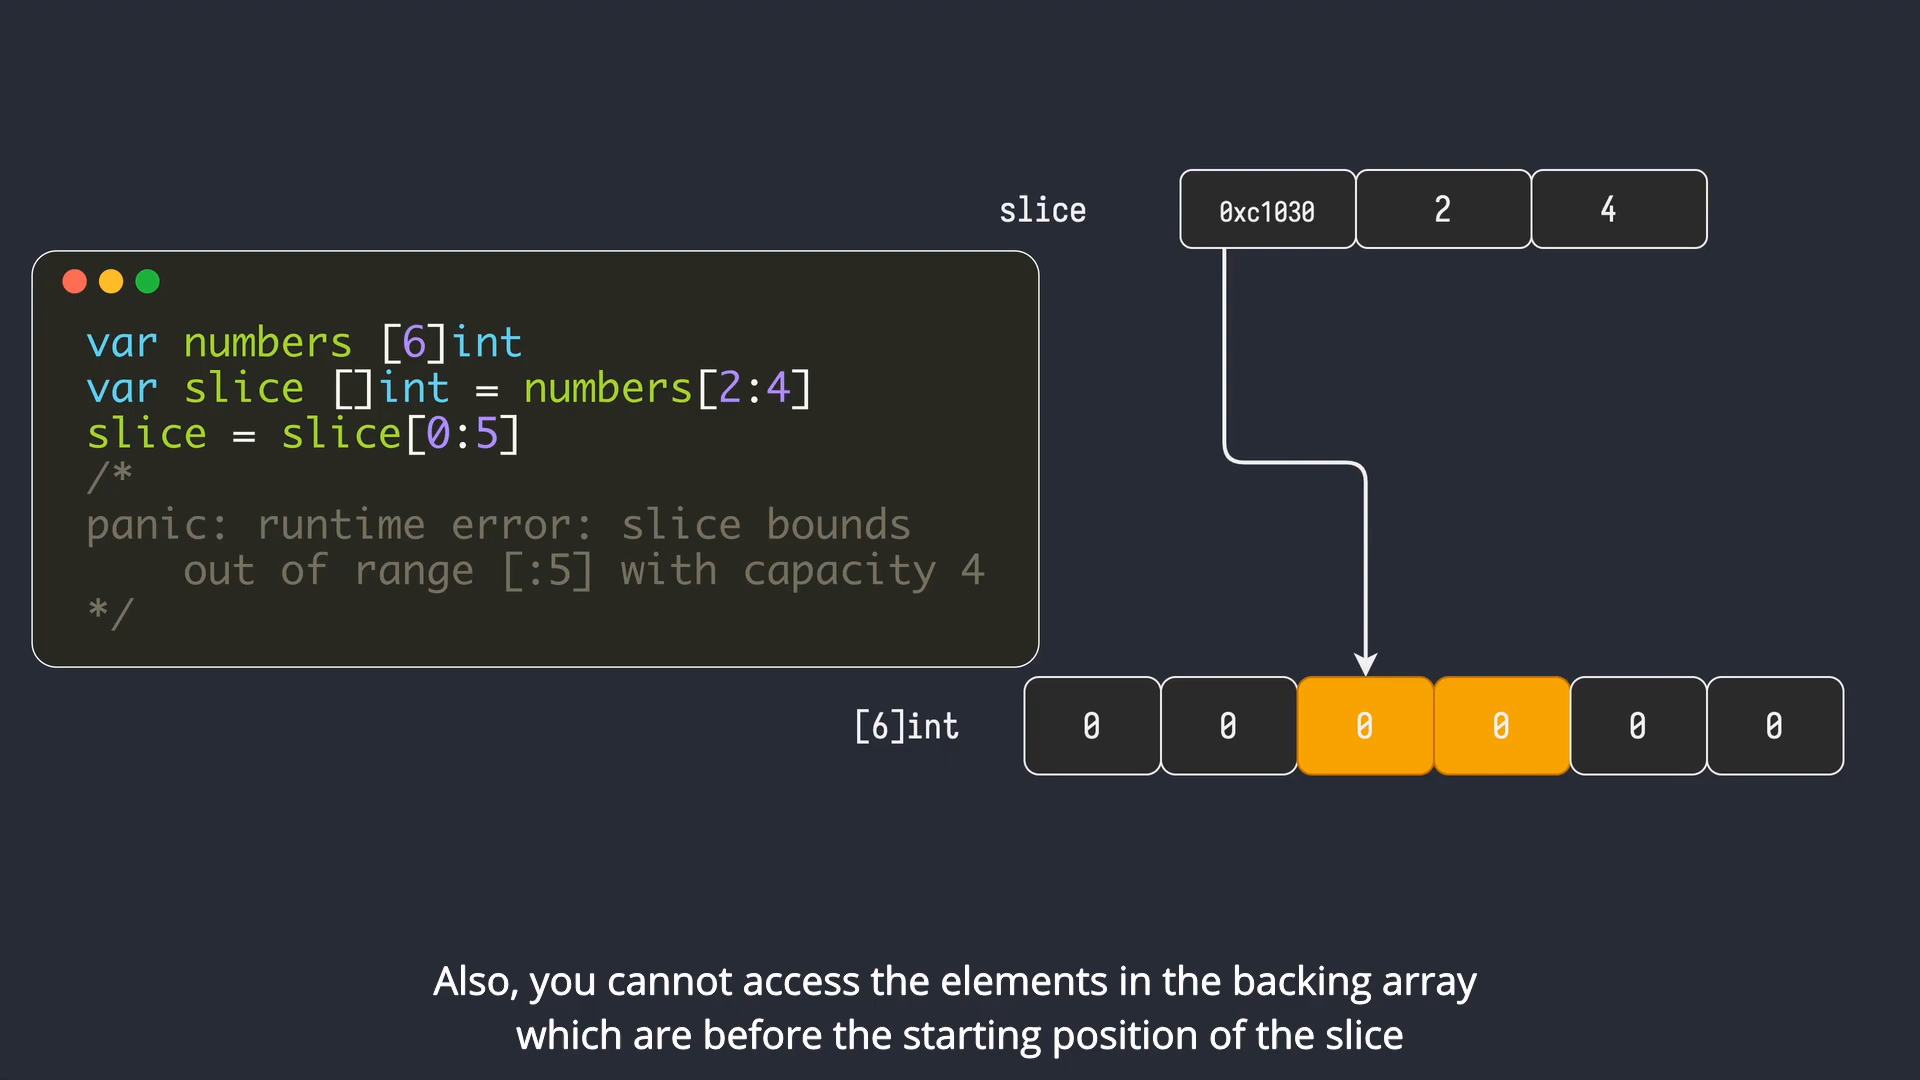 slice 0xc1030 2 4
var numbers [6]int
var slice []int = numbers[2:4]
slice = slice[0:5]
/*
panic: runtime error: slice bounds
out of range [:5] with capacity 4
*/
[6]int 0 0 0 0 0 0
Also, you cannot access the elements in the backing array
which are before the starting position of the slice